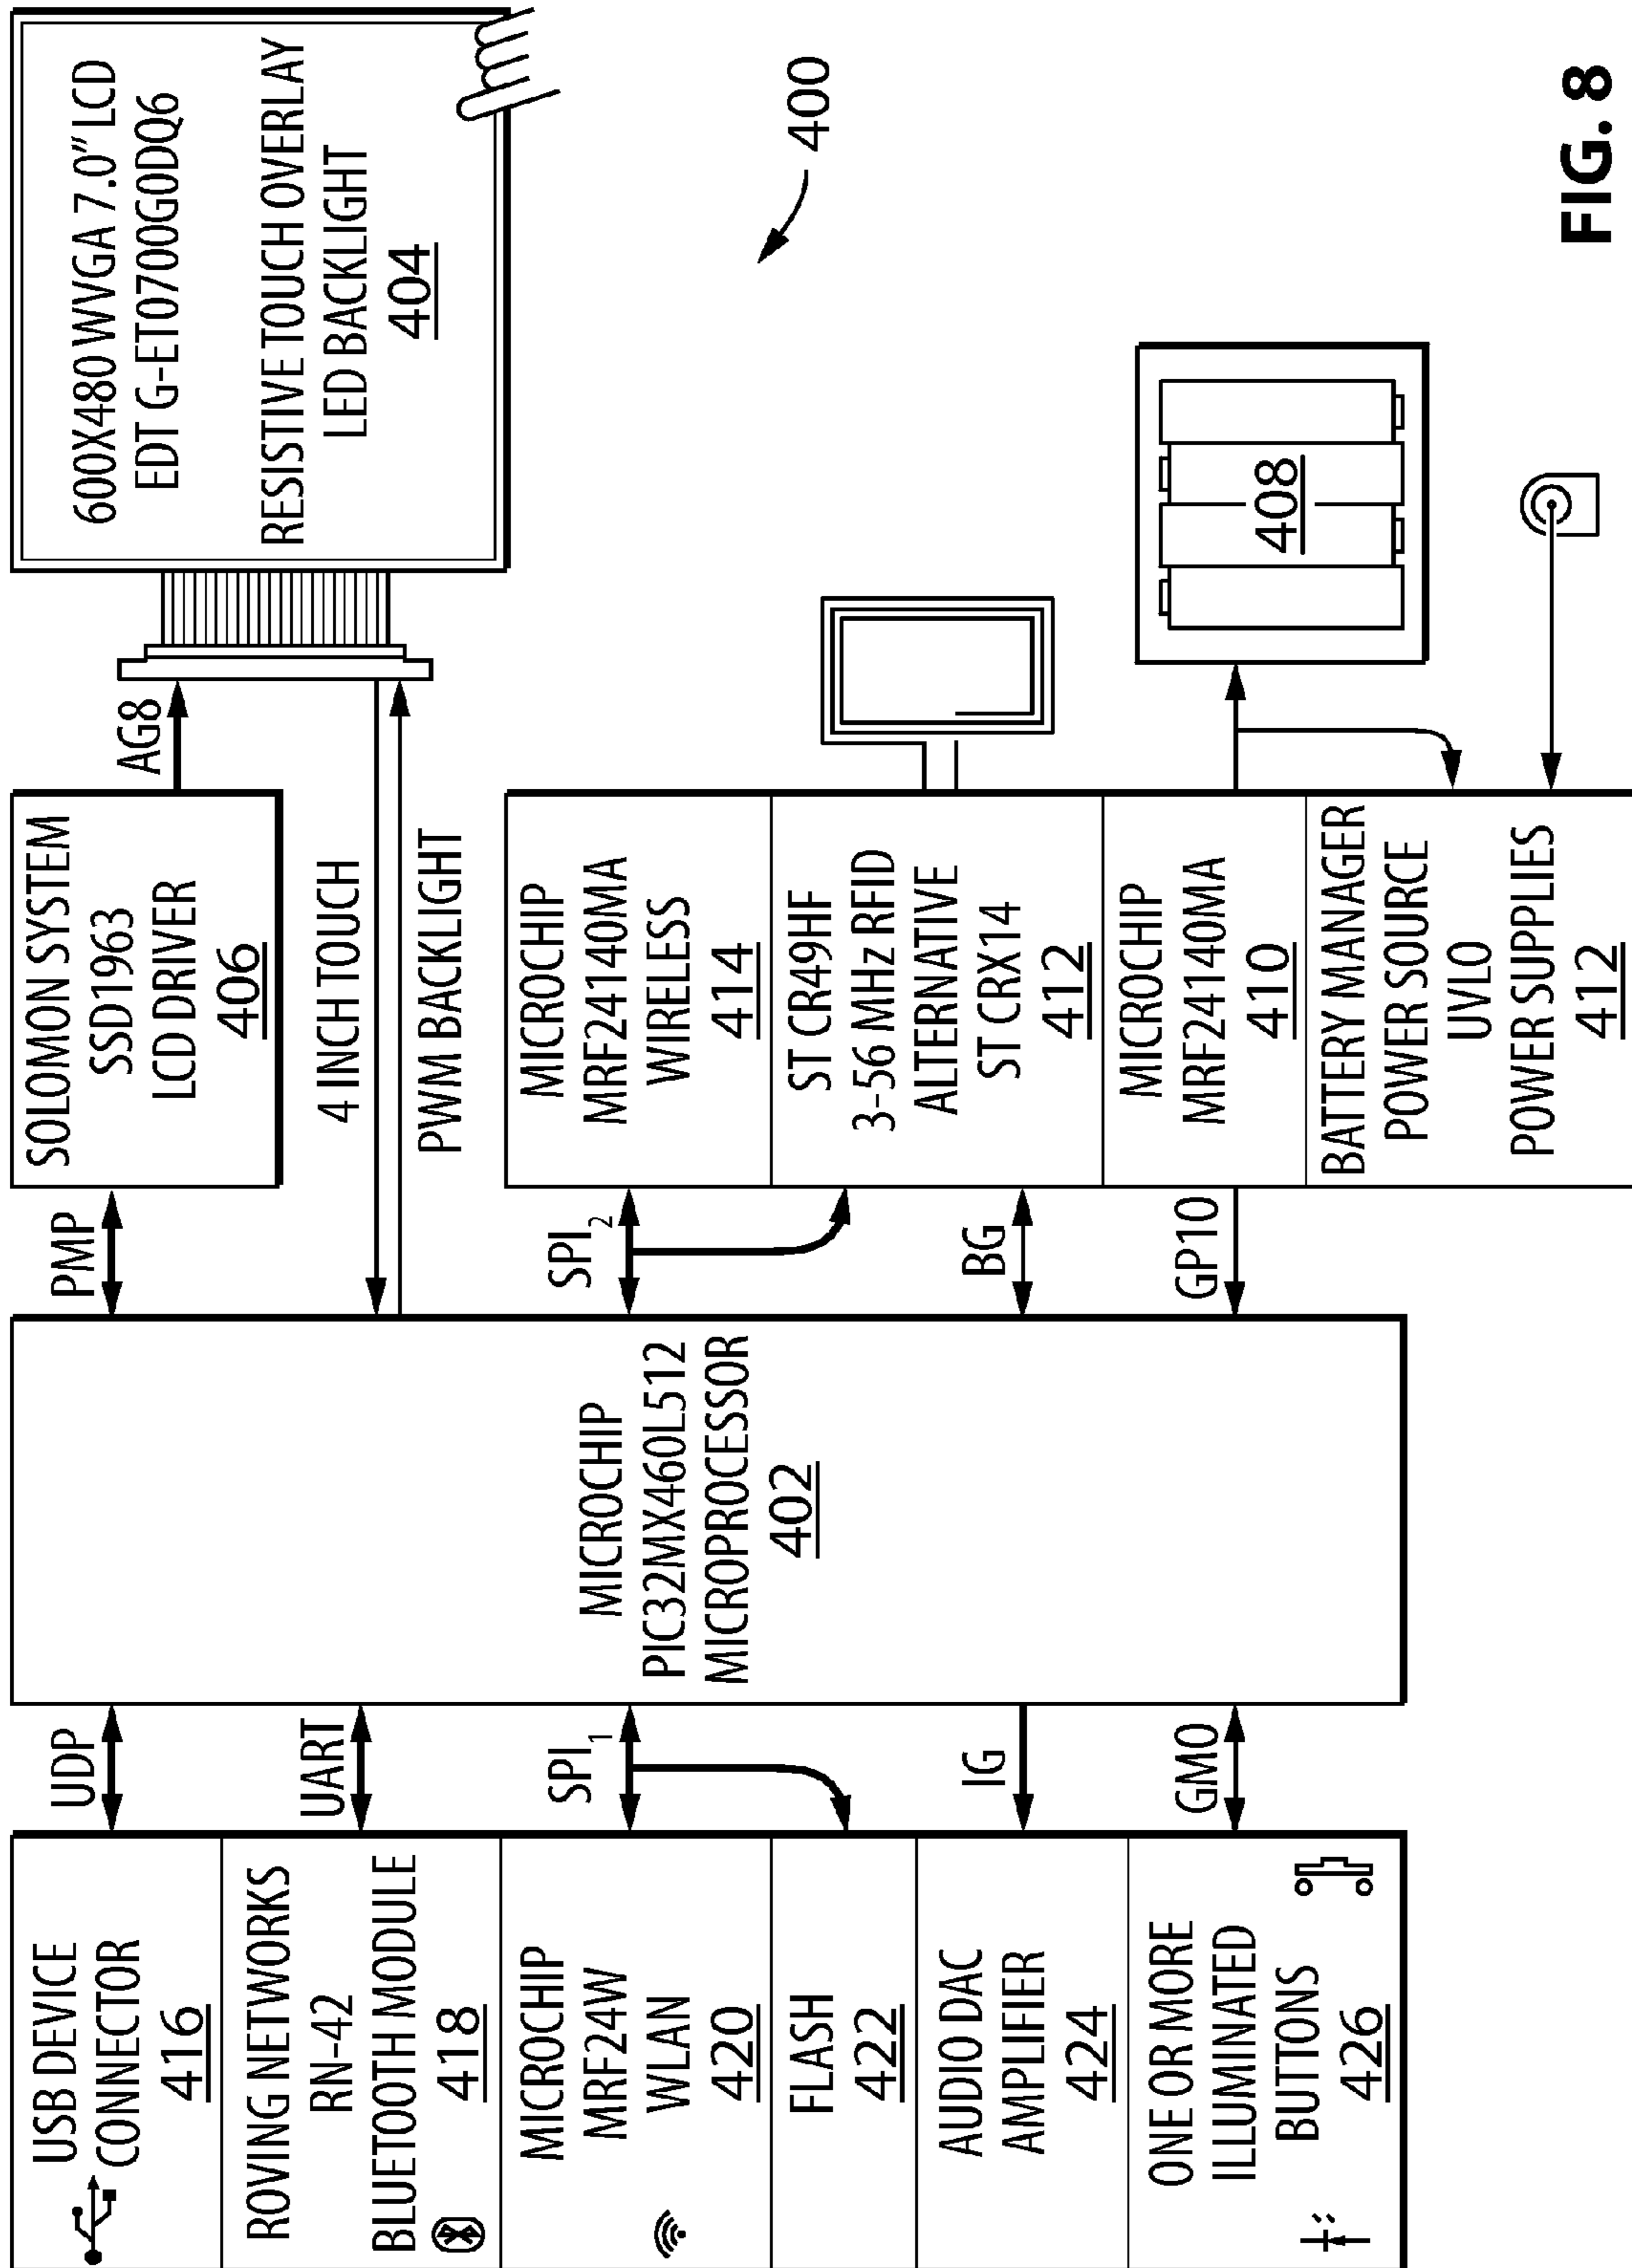 USB DEVICE
CONNECTOR
416
ROVING NETWORKS
RN-42
BLUETOOTH MODULE
418
MICROCHIP
MRF24W
WLAN
420
FLASH
422
AUDIO DAC
AMPLIFIER
424
ONE OR MORE
ILLUMINATED
BUTTONS
426
UDP
UART
SPI1
IG
GMO
MICROCHIP
PIC32MX460L512
MICROPROCESSOR
402
PMP
4 INCH TOUCH
PWM BACKLIGHT
SPI2
BG
GP10
SOLOMON SYSTEM
SSD1963
LCD DRIVER
406
AG8
MICROCHIP
MRF24140MA
WIRELESS
414
ST CR49HF
3-56 MHz RFID
ALTERNATIVE
ST CRX14
412
MICROCHIP
MRF24140MA
410
BATTERY MANAGER
POWER SOURCE
UVLO
POWER SUPPLIES
412
600X480 WVGA 7.0" LCD
EDT G-ET0700G0DQ6
RESISTIVE TOUCH OVERLAY
LED BACKLIGHT
404
408
400
FIG. 8